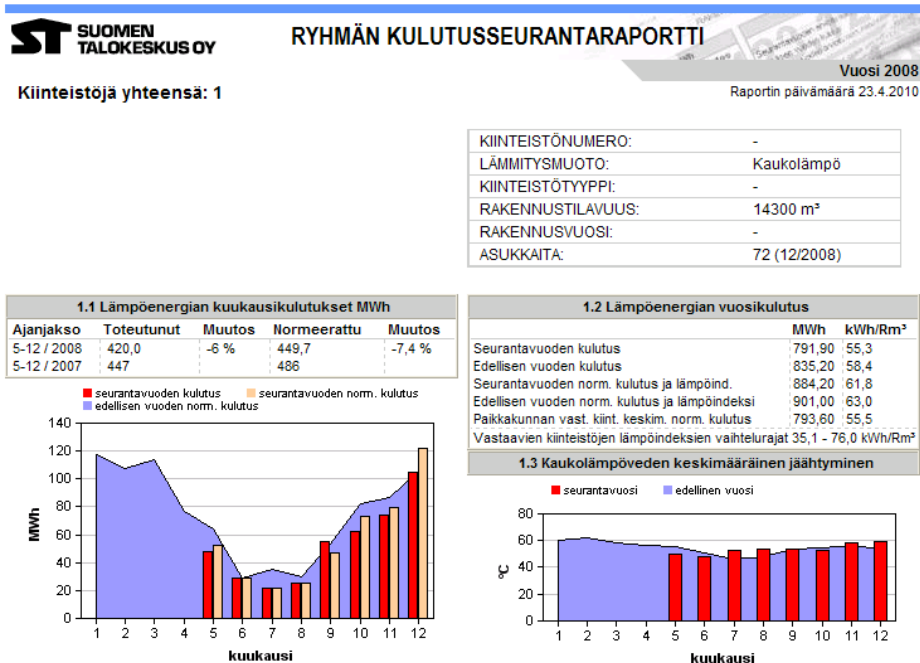 SUOMEN
TALOKESKUS OY
RYHMÄN KULUTUSSEURANTARAPORTTI
Vuosi 2008
Kiinteistöjä yhteensä: 1
Raportin päivämäärä 23.4.2010
KIINTEISTÖNUMERO: -
LÄMMITYSMUOTO: Kaukolämpö
KIINTEISTÖTYYPPI: -
RAKENNUSTILAVUUS: 14300 m³
RAKENNUSVUOSI: -
ASUKKAITA: 72 (12/2008)
1.1 Lämpöenergian kuukausikulutukset MWh
Ajanjakso Toteutunut Muutos Normeerattu Muutos
5-12 / 2008 420,0 -6 % 449,7 -7,4 %
5-12 / 2007 447 486
seurantavuoden kulutus seurantavuoden norm. kulutus
edellisen vuoden norm. kulutus
140
120
100
80
60
40
20
0
MWh
1 2 3 4 5 6 7 8 9 10 11 12
kuukausi
1.2 Lämpöenergian vuosikulutus
MWh kWh/Rm³
Seurantavuoden kulutus 791,90 55,3
Edellisen vuoden kulutus 835,20 58,4
Seurantavuoden norm. kulutus ja lämpöind. 884,20 61,8
Edellisen vuoden norm. kulutus ja lämpöindeksi 901,00 63,0
Paikkakunnan vast. kiint. keskim. norm. kulutus 793,60 55,5
Vastaavien kiinteistöjen lämpöindeksien vaihtelurajat 35,1 - 76,0 kWh/Rm³
1.3 Kaukolämpöveden keskimääräinen jäähtyminen
seurantavuosi edellinen vuosi
80
60
40
20
0
°C
1 2 3 4 5 6 7 8 9 10 11 12
kuukausi